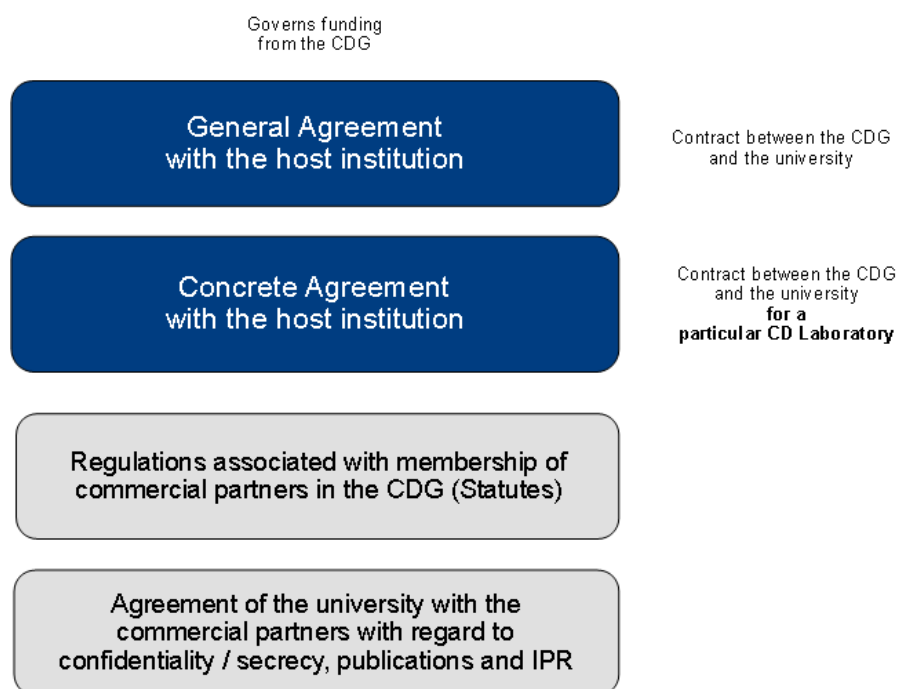 Governs funding
from the CDG
General Agreement
with the host institution
Contract between the CDG
and the university
Concrete Agreement
with the host institution
Contract between the CDG
and the university
for a
particular CD Laboratory
Regulations associated with membership of
commercial partners in the CDG (Statutes)
Agreement of the university with the
commercial partners with regard to
confidentiality / secrecy, publications and IPR